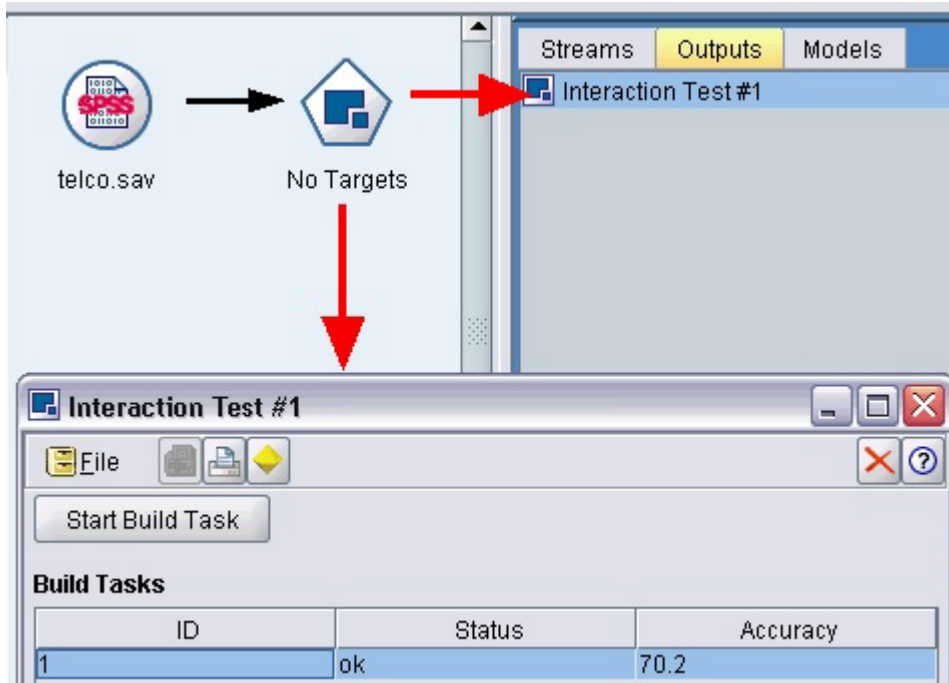 Streams Outputs Models
Interaction Test #1
SPSS
telco.sav
No Targets
Interaction Test #1
File
Start Build Task
Build Tasks
ID Status Accuracy
1 ok 70.2